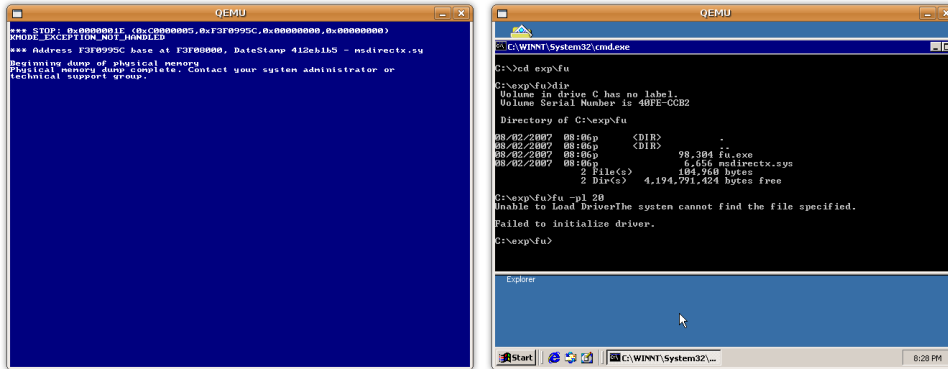 QEMU
*** STOP: 0x0000001E (0xC0000005,0xF3F0995C,0x00000000,0x00000000)
KMODE_EXCEPTION_NOT_HANDLED
*** Address F3F0995C base at F3F08000, DateStamp 412eb1b5 - msdirectx.sy
Beginning dump of physical memory
Physical memory dump complete. Contact your system administrator or
technical support group.
QEMU
C:\WINNT\System32\cmd.exe
C:\>cd exp\fu
C:\exp\fu>dir
Volume in drive C has no label.
Volume Serial Number is 40FE-CCB2
Directory of C:\exp\fu
08/02/2007 08:06p <DIR> .
08/02/2007 08:06p <DIR> ..
08/02/2007 08:06p 98,304 fu.exe
08/02/2007 08:06p 6,656 msdirectx.sys
2 File(s) 104,960 bytes
2 Dir(s) 4,194,791,424 bytes free
C:\exp\fu>fu -pl 20
Unable to Load DriverThe system cannot find the file specified.
Failed to initialize driver.
C:\exp\fu>
Explorer
Start C:\WINNT\System32\... 8:28 PM